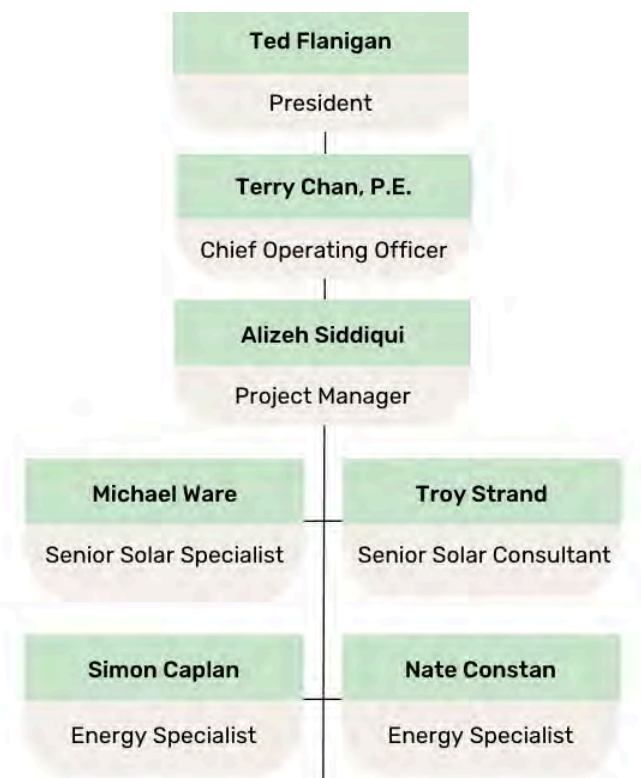 Ted Flanigan
President
Terry Chan, P.E.
Chief Operating Officer
Alizeh Siddiqui
Project Manager
Michael Ware
Senior Solar Specialist
Troy Strand
Senior Solar Consultant
Simon Caplan
Energy Specialist
Nate Constan
Energy Specialist